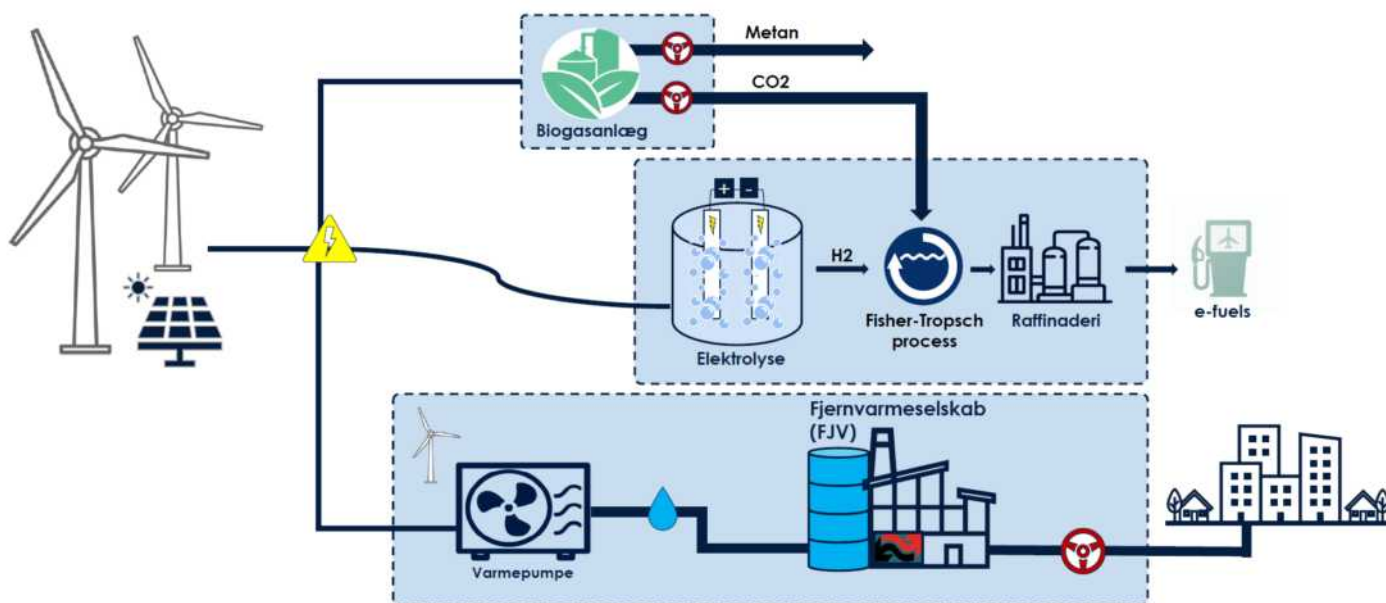 Metan
CO2
Biogasanlæg
+ -
H2
Elektrolyse
Fisher-Tropsch
process
Raffinaderi
e-fuels
Fjernvarmeselskab
(FJV)
Varmepumpe